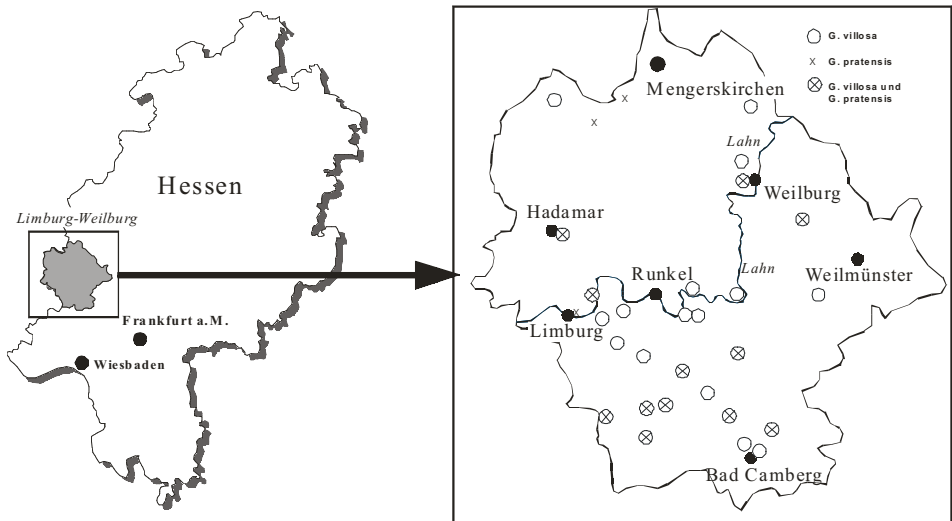 Hessen
Limburg-Weilburg
Frankfurt a.M.
Wiesbaden
G. villosa
x G. pratensis
G. villosa und
G. pratensis
Mengerskirchen
x
x
Lahn
Weilburg
Hadamar
Lahn
Weilmünster
Runkel
x
Limburg
Bad Camberg